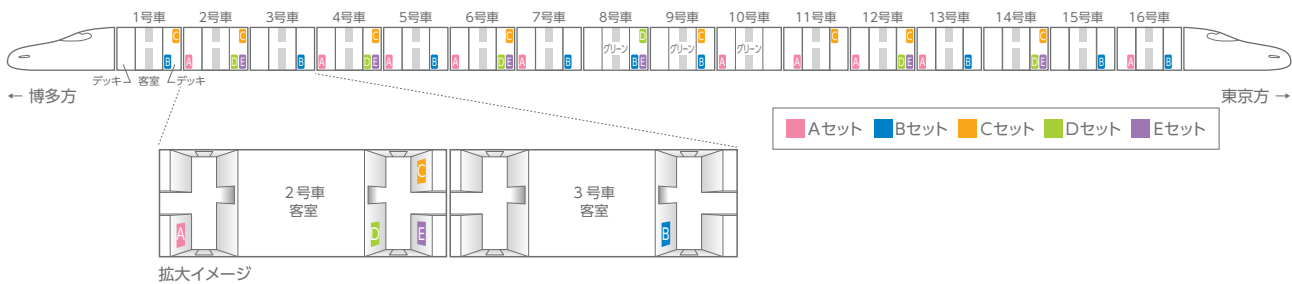 1号車 2号車 3号車 4号車 5号車 6号車 7号車 8号車 9号車 10号車 11号車 12号車 13号車 14号車 15号車 16号車
C C C C D C C C C
グリーン グリーン グリーン
B A D E B A D E A B A D E A B B E B A A A D E A B D E B A B
デッキ 客室 デッキ
← 博多方
東京方 →
Aセット Bセット Cセット Dセット Eセット
C
2号車
客室
3号車
客室
A D E B
拡大イメージ